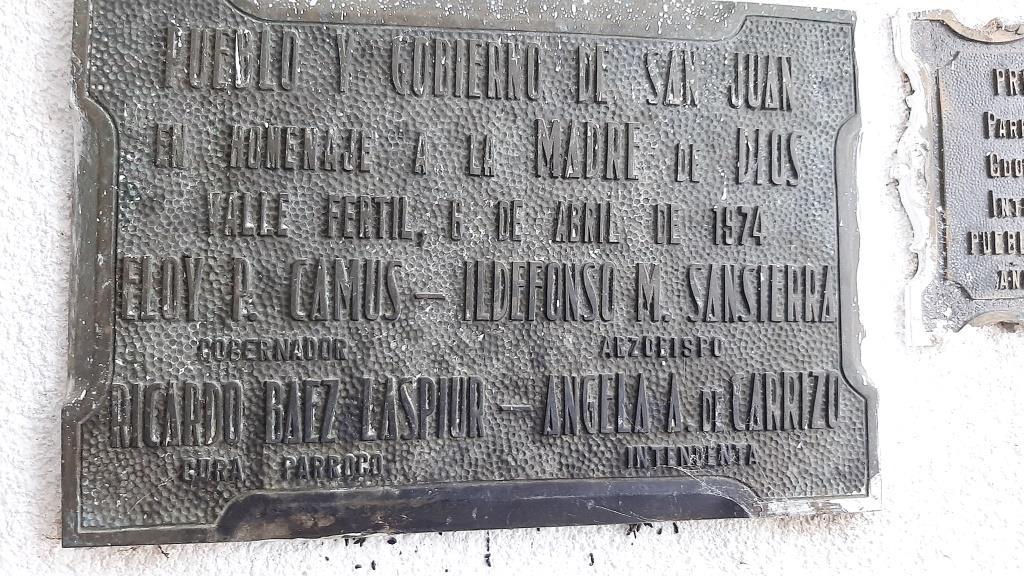 PUEBLO Y GOBIERNO DE SAN JUAN
EN HOMENAJE A LA MADRE DE DIOS
VALLE FERTIL, 6 DE ABRIL DE 1974
ELOY P. CAMUS — ILDEFONSO M. SANSIERRA
GOBERNADOR ARZOBISPO
RICARDO BAEZ LASPIUR — ANGELA A. DE CARRIZO
CURA PARROCO INTENDENTA